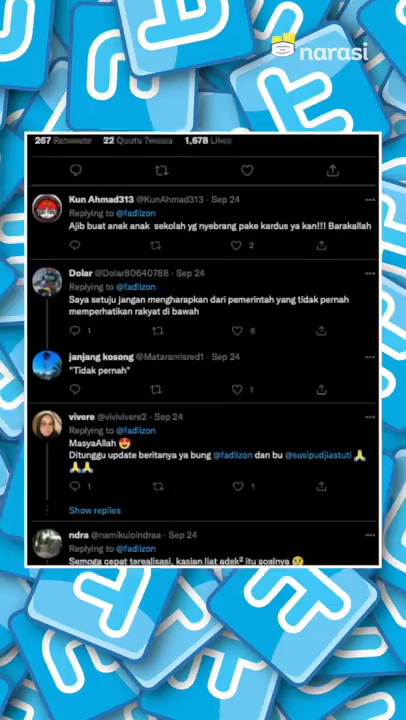 narasi
267 Retweets 22 Quote Tweets 1,678 Likes
Kun Ahmad313 @KunAhmad313 · Sep 24
Replying to @fadlizon
Ajib buat anak anak sekolah yg nyebrang pake kardus ya kan!!! Barakallah
2
Dolar @Dolar80640788 · Sep 24
Replying to @fadlizon
Saya setuju jangan mengharapkan dari pemerintah yang tidak pernah
memperhatikan rakyat di bawah
1 6
janjang kosong @Mataramisred1 · Sep 24
"Tidak pernah"
1
vivere @vivivivere2 · Sep 24
Replying to @fadlizon
MasyaAllah 😍
Ditunggu update beritanya ya bung @fadlizon dan bu @susipudjiastuti 🙏
🙏🙏
1 1
Show replies
ndra @namikuloindraa · Sep 24
Replying to @fadlizon
Semoga cepat terealisasi, kasian liat adek² itu soalnya 😢